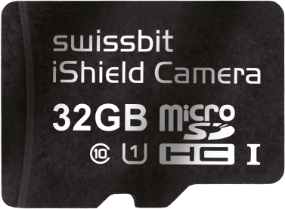 swissbit
iShield Camera
32GB micro SD
10 U1 HC I